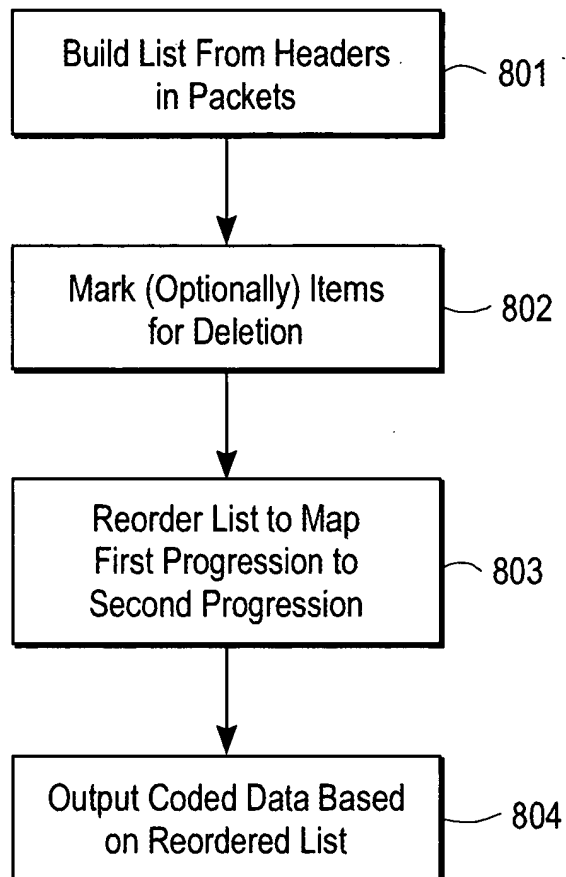 Build List From Headers
in Packets
801
Mark (Optionally) Items
for Deletion
802
Reorder List to Map
First Progression to
Second Progression
803
Output Coded Data Based
on Reordered List
804